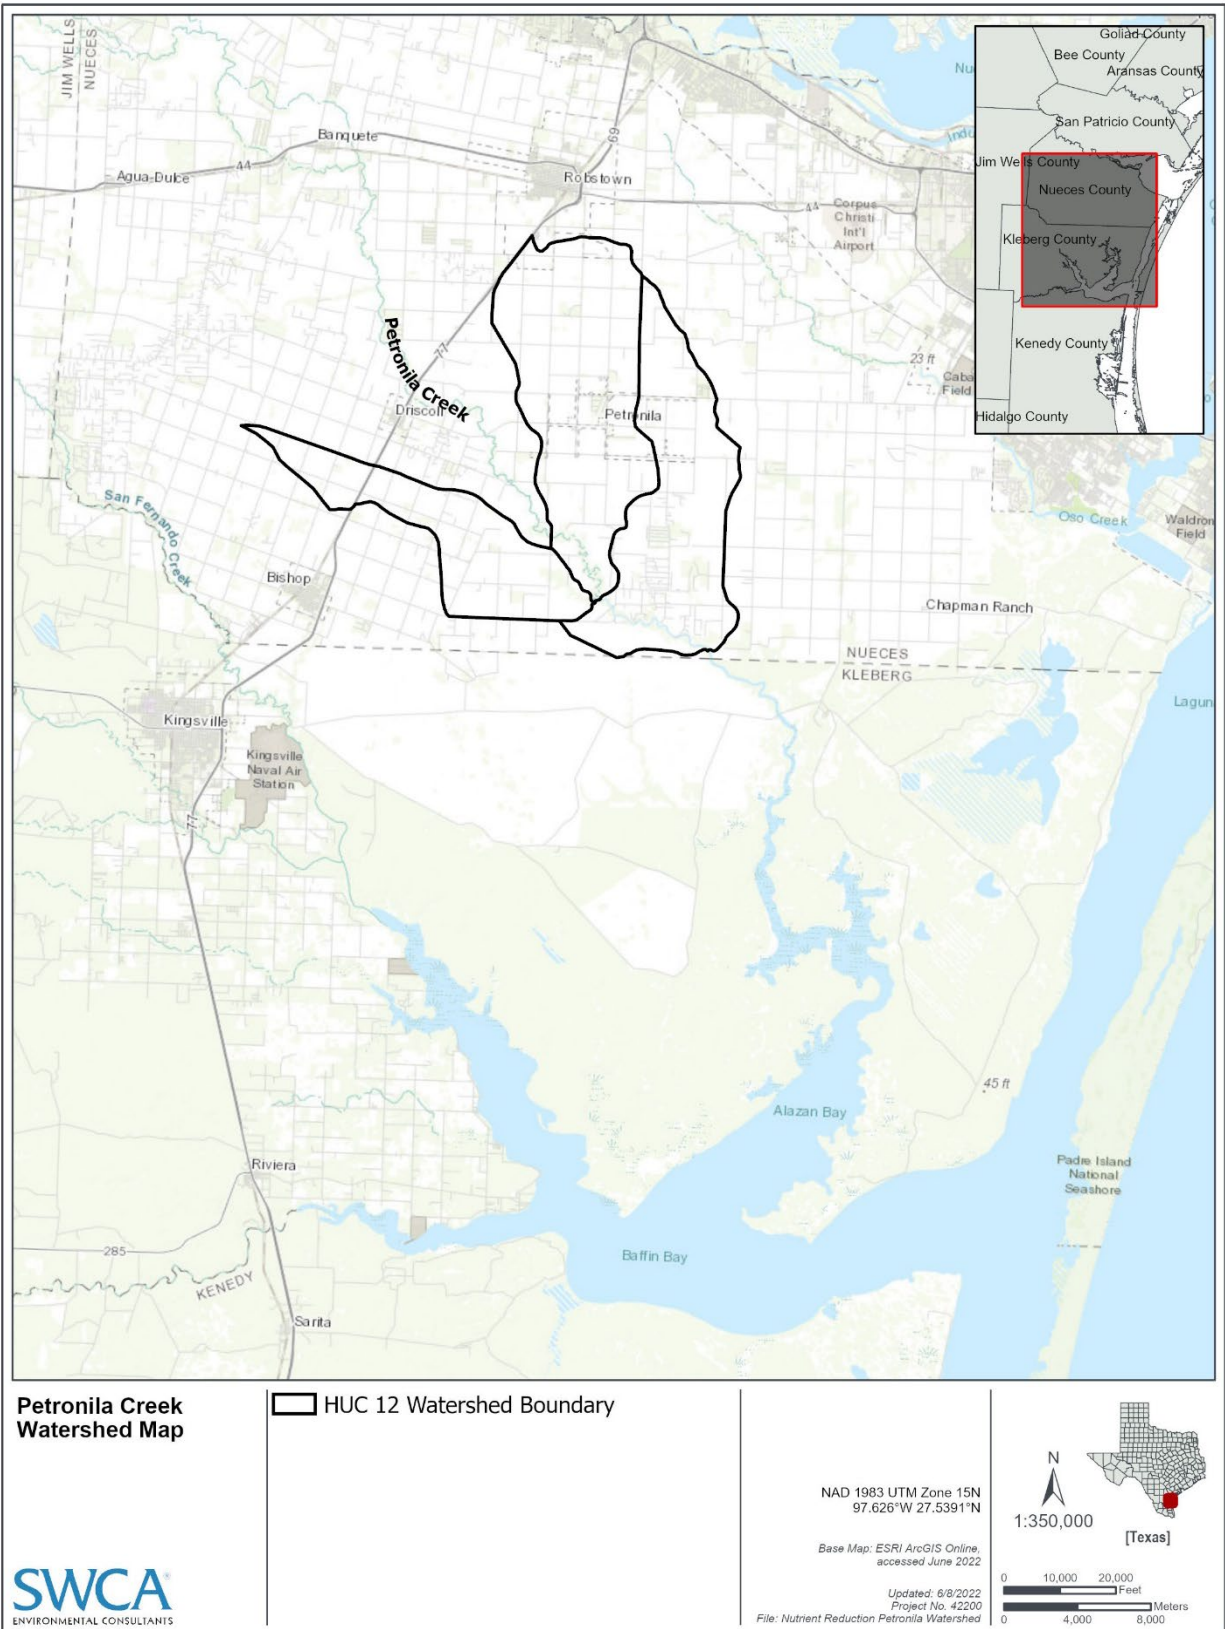 JIM WELLS
NUECES
Banquete
Agua-Dulce
44
69
Robstown
44
Corpus
Christi
Int'l
Airport
Nu
Indu
Goliad County
Bee County
Aransas County
San Patricio County
Jim Wells County
Nueces County
Kleberg County
Kenedy County
Hidalgo County
Petronila Creek
77
Driscoll
Petronila
23 ft
Caba
Field
San Fernando Creek
Bishop
Oso Creek
Waldron
Field
Chapman Ranch
NUECES
KLEBERG
Lagun
Kingsville
Kingsville
Naval Air
Station
77
45 ft
Alazan Bay
Padre Island
National
Seashore
Riviera
Baffin Bay
285
KENEDY
Sarita
Petronila Creek
Watershed Map
HUC 12 Watershed Boundary
NAD 1983 UTM Zone 15N
97.626°W 27.5391°N
Base Map: ESRI ArcGIS Online,
accessed June 2022
Updated: 6/8/2022
Project No. 42200
File: Nutrient Reduction Petronila Watershed
N
1:350,000
[Texas]
0 10,000 20,000
Feet
Meters
0 4,000 8,000
SWCA®
ENVIRONMENTAL CONSULTANTS